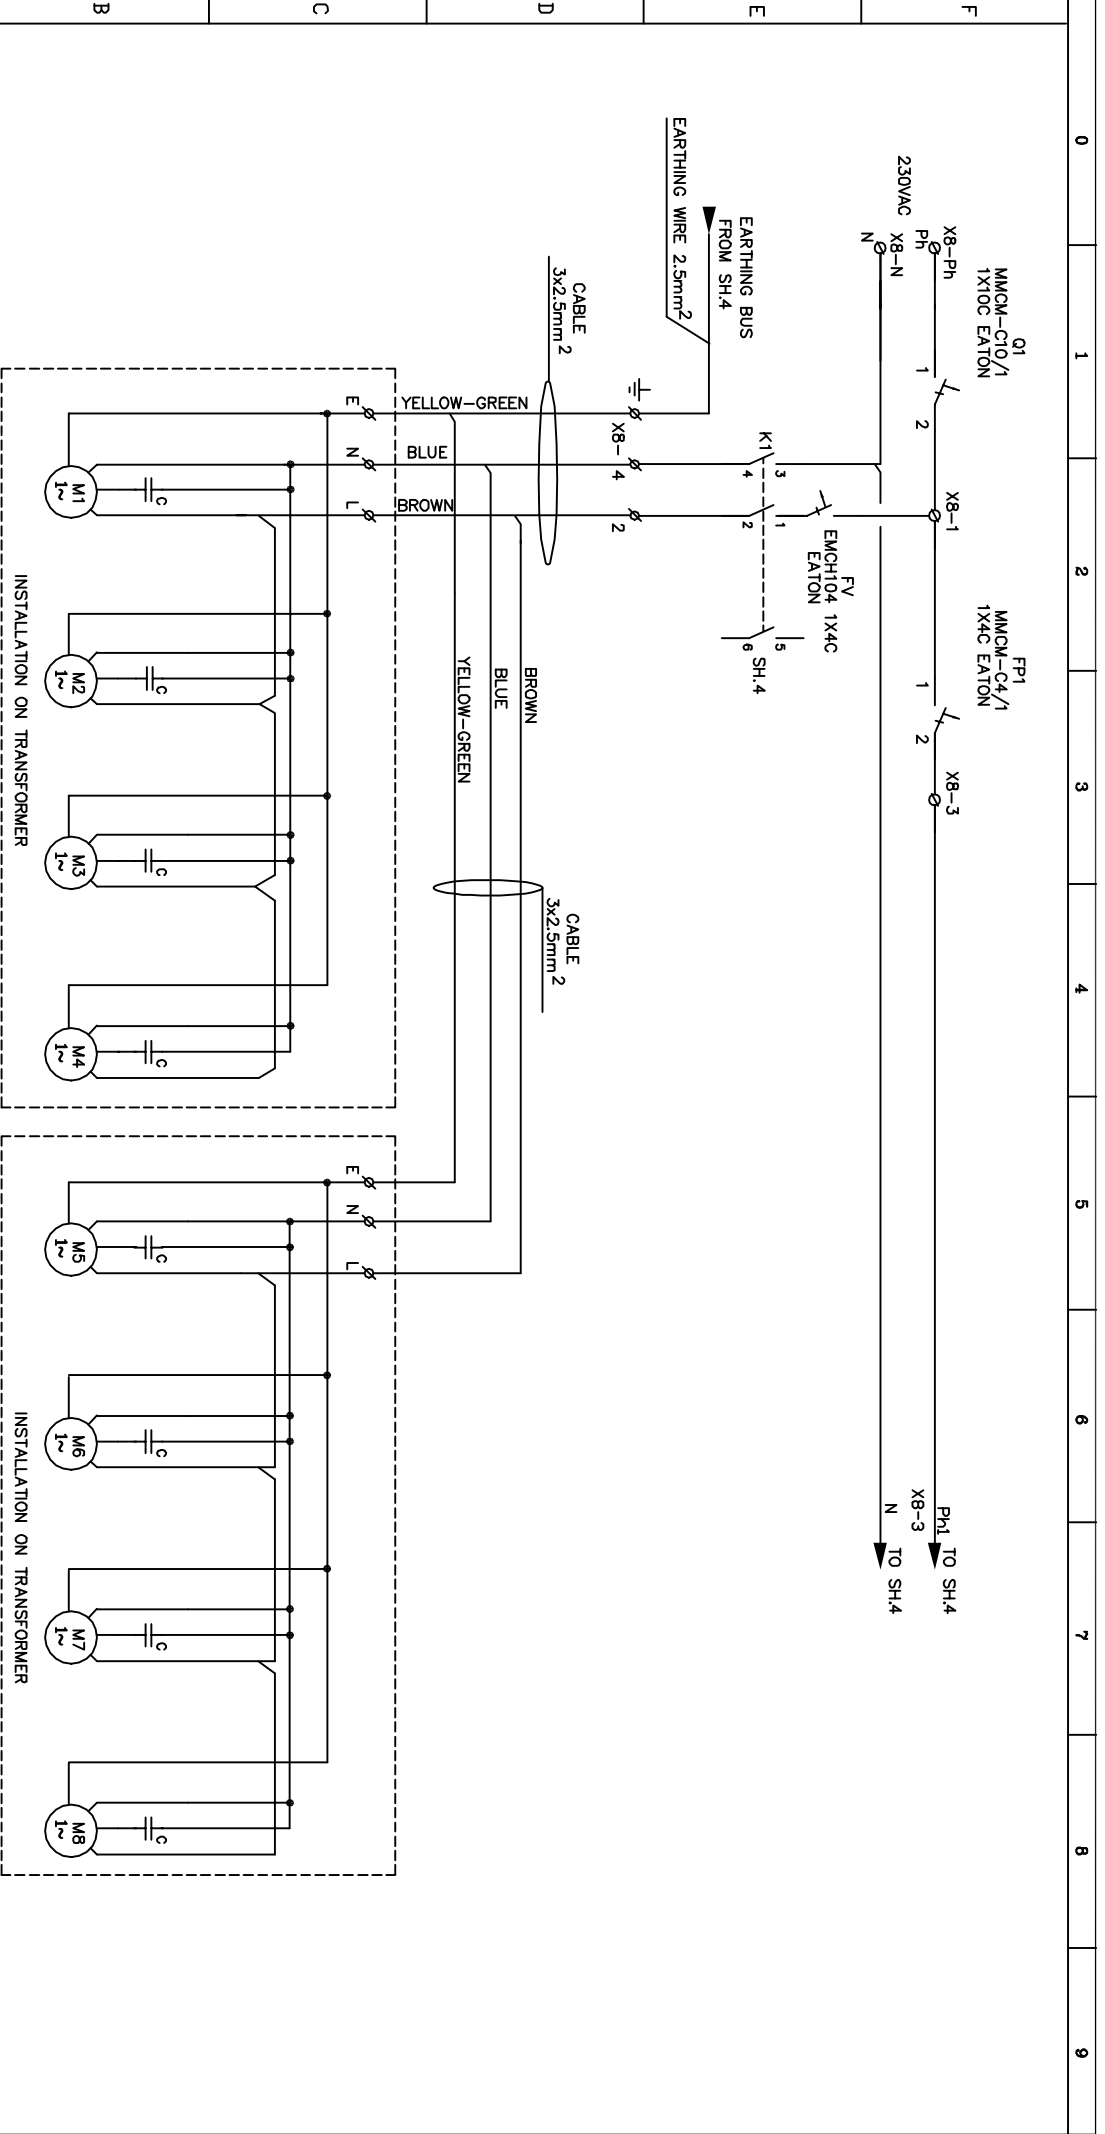 0
1
2
3
4
5
6
7
8
9
F
E
D
C
B
Q1
MMCM-C10/1
1X10C EATON
FP1
MMCM-C4/1
1X4C EATON
X8-Ph
Ph
1
2
X8-1
1
2
X8-3
Ph1
TO SH.4
X8-3
230VAC
X8-N
N
N
TO SH.4
FV
EMCH104 1X4C
EATON
K1
3
4
1
2
5
6
SH.4
EARTHING BUS
FROM SH.4
EARTHING WIRE 2.5mm2
X8-
4
2
CABLE
3x2.5mm2
CABLE
3x2.5mm2
BROWN
BLUE
YELLOW-GREEN
YELLOW-GREEN
BLUE
BROWN
E
N
L
E
N
L
C
C
C
C
C
C
C
C
M1
1~
M2
1~
M3
1~
M4
1~
M5
1~
M6
1~
M7
1~
M8
1~
INSTALLATION ON TRANSFORMER
INSTALLATION ON TRANSFORMER